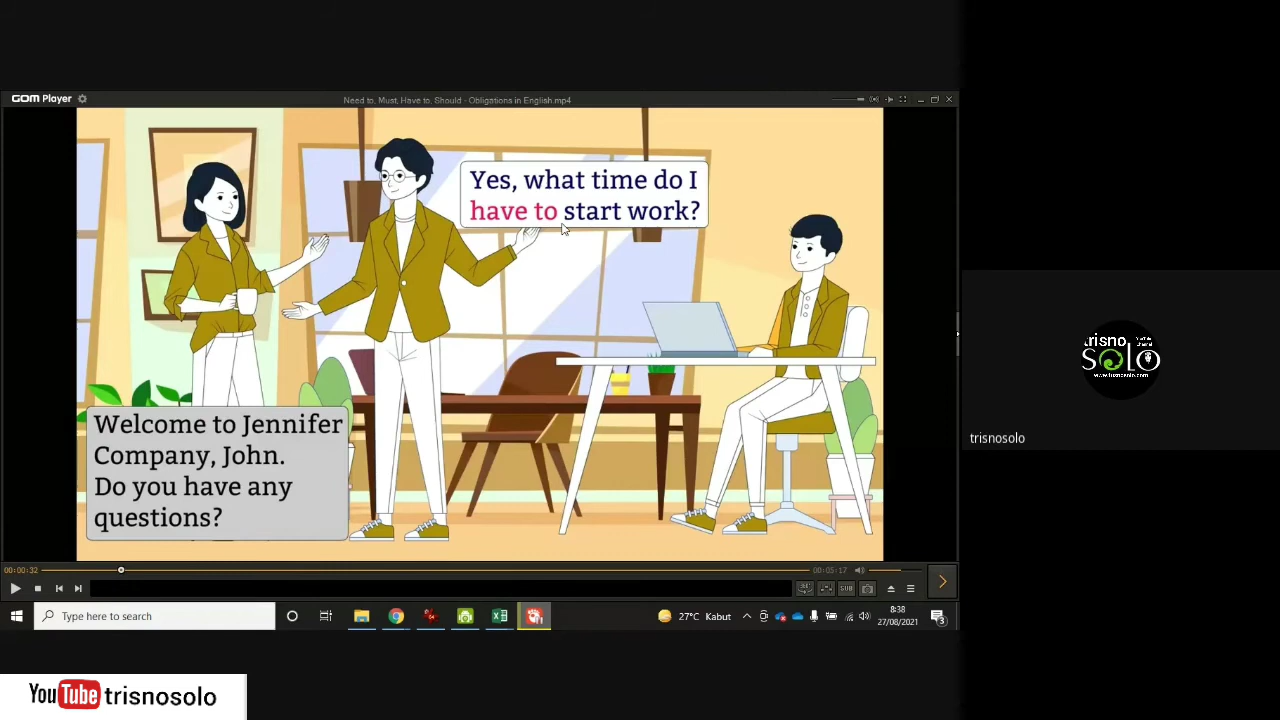 GOM Player
Need to, Must, Have to, Should - Obligations in English.mp4
Yes, what time do I
have to start work?
Welcome to Jennifer
Company, John.
Do you have any
questions?
00:00:32
00:05:17
SUB
Type here to search
27°C Kabut
8:38
27/08/2021
3
trisno
SOLO
trisnosolo
YouTube trisnosolo